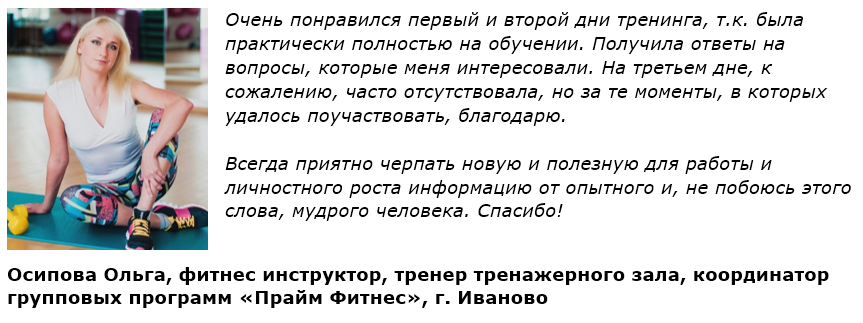 Очень понравился первый и второй дни тренинга, т.к. была
практически полностью на обучении. Получила ответы на
вопросы, которые меня интересовали. На третьем дне, к
сожалению, часто отсутствовала, но за те моменты, в которых
удалось поучаствовать, благодарю.
Всегда приятно черпать новую и полезную для работы и
личностного роста информацию от опытного и, не побоюсь этого
слова, мудрого человека. Спасибо!
Осипова Ольга, фитнес инструктор, тренер тренажерного зала, координатор
групповых программ «Прайм Фитнес», г. Иваново